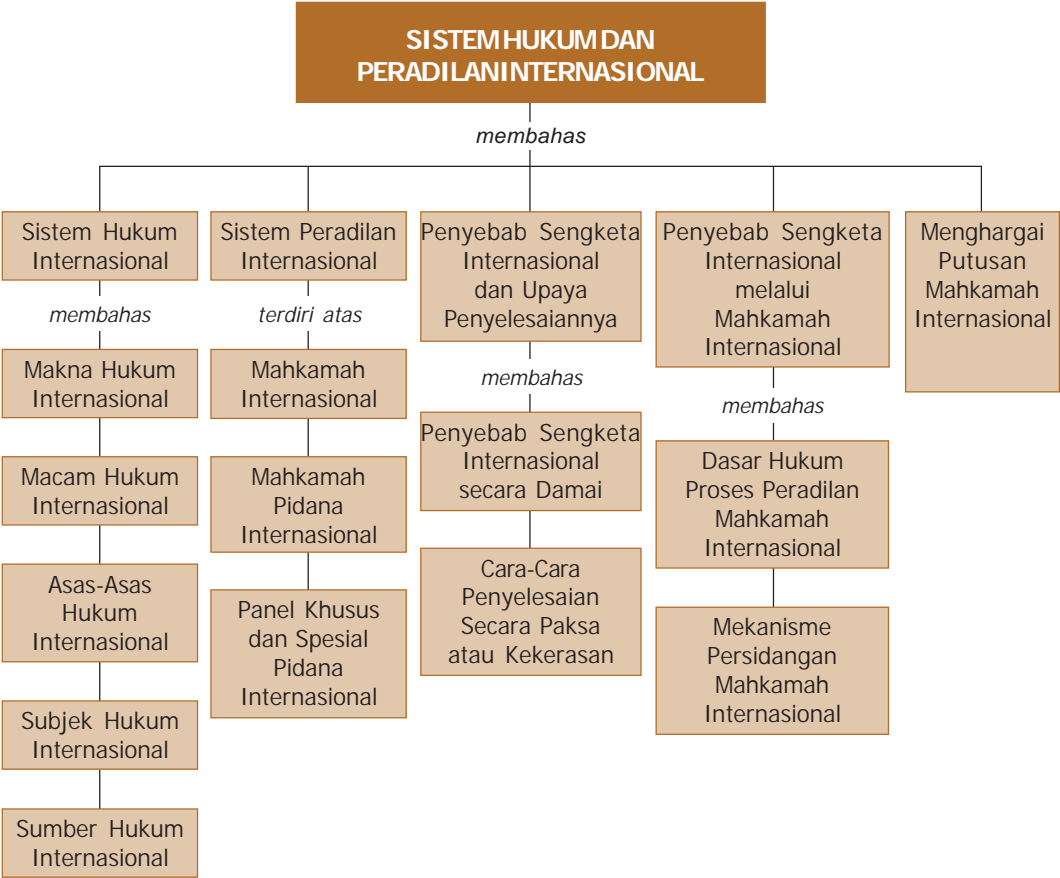 SISTEM HUKUM DAN
PERADILAN INTERNASIONAL
membahas
Sistem Hukum
Internasional
membahas
Makna Hukum
Internasional
Macam Hukum
Internasional
Asas-Asas
Hukum
Internasional
Subjek Hukum
Internasional
Sumber Hukum
Internasional
Sistem Peradilan
Internasional
terdiri atas
Mahkamah
Internasional
Mahkamah
Pidana
Internasional
Panel Khusus
dan Spesial
Pidana
Internasional
Penyebab Sengketa
Internasional
dan Upaya
Penyelesaiannya
membahas
Penyebab Sengketa
Internasional
secara Damai
Cara-Cara
Penyelesaian
Secara Paksa
atau Kekerasan
Penyebab Sengketa
Internasional
melalui
Mahkamah
Internasional
membahas
Dasar Hukum
Proses Peradilan
Mahkamah
Internasional
Mekanisme
Persidangan
Mahkamah
Internasional
Menghargai
Putusan
Mahkamah
Internasional